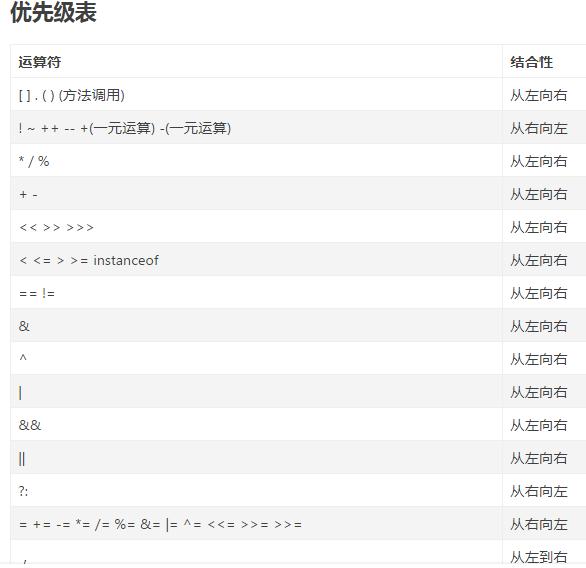 优先级表
运算符 结合性
[ ] . ( ) (方法调用) 从左向右
! ~ ++ -- +(一元运算) -(一元运算) 从右向左
* / % 从左向右
+ - 从左向右
<< >> >>> 从左向右
< <= > >= instanceof 从左向右
== != 从左向右
& 从左向右
^ 从左向右
| 从左向右
&& 从左向右
|| 从左向右
?: 从右向左
= += -= *= /= %= &= |= ^= <<= >>= >>= 从右向左
, 从左到右